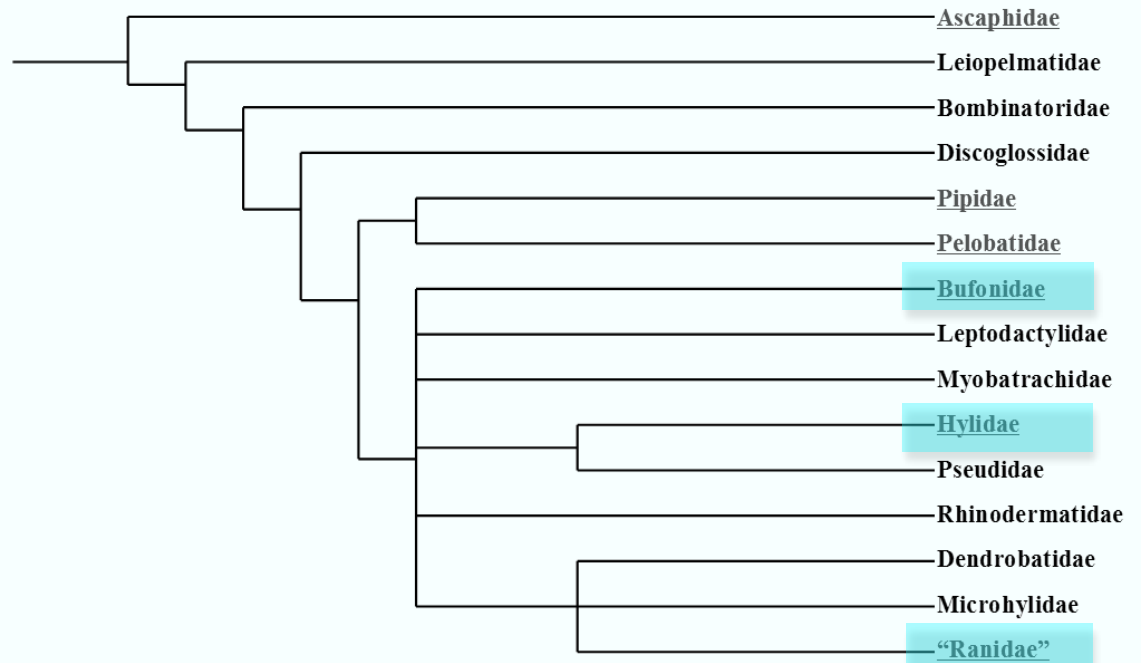 Ascaphidae
Leiopelmatidae
Bombinatoridae
Discoglossidae
Pipidae
Pelobatidae
Bufonidae
Leptodactylidae
Myobatrachidae
Hylidae
Pseudidae
Rhinodermatidae
Dendrobatidae
Microhylidae
“Ranidae”